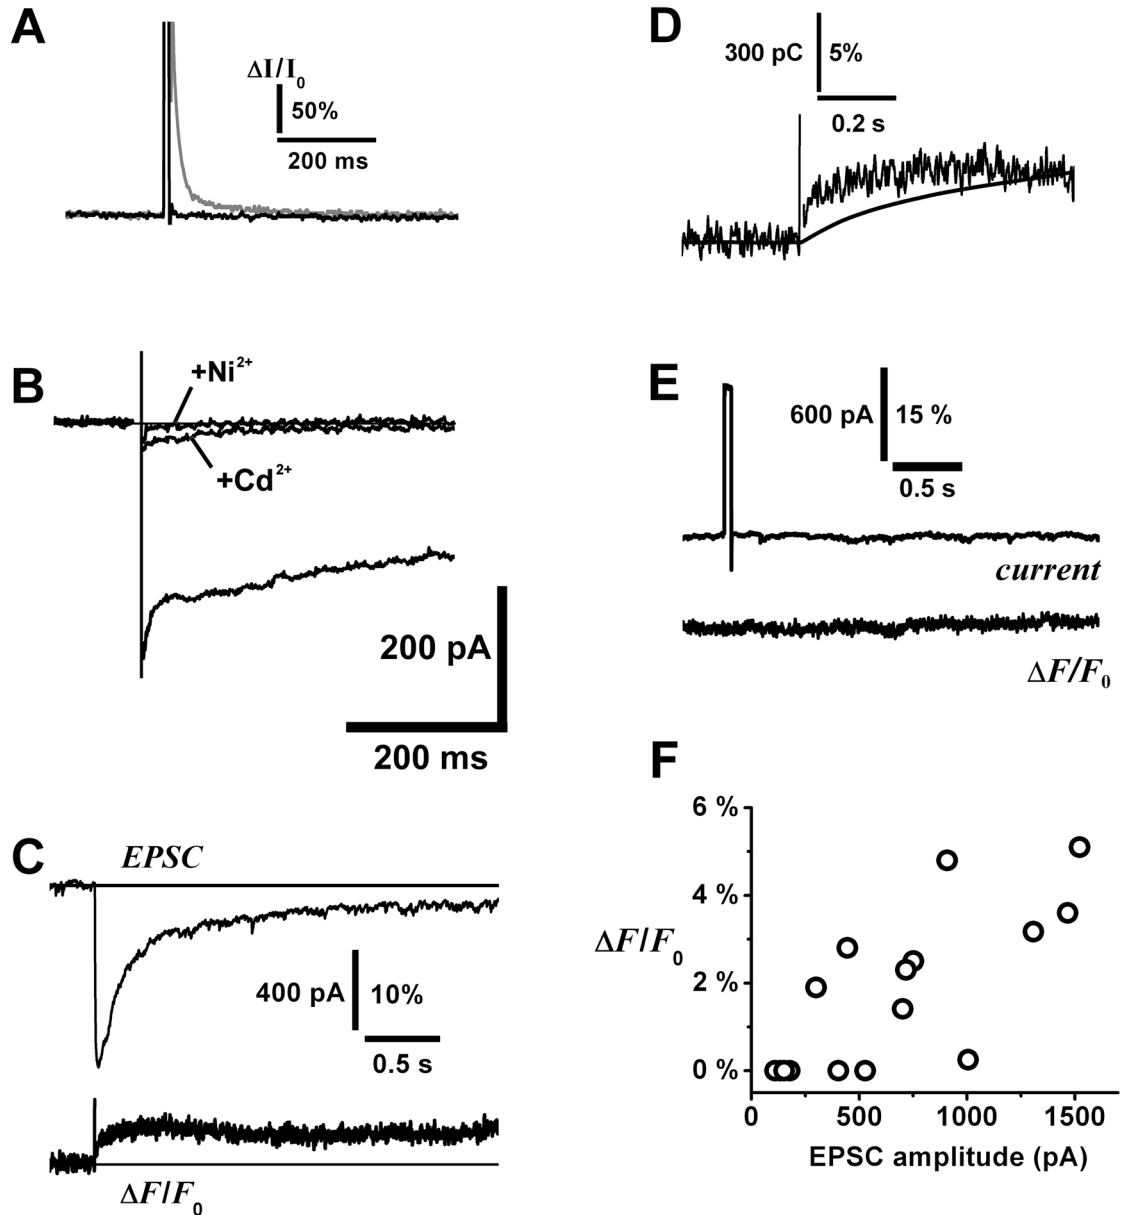 A
ΔI/I0
50%
200 ms
B
+Ni2+
+Cd2+
200 pA
200 ms
C
EPSC
400 pA
10%
0.5 s
ΔF/F0
D
300 pC
5%
0.2 s
E
600 pA
15 %
0.5 s
current
ΔF/F0
F
6 %
4 %
ΔF/F0
2 %
0 %
0 500 1000 1500
EPSC amplitude (pA)